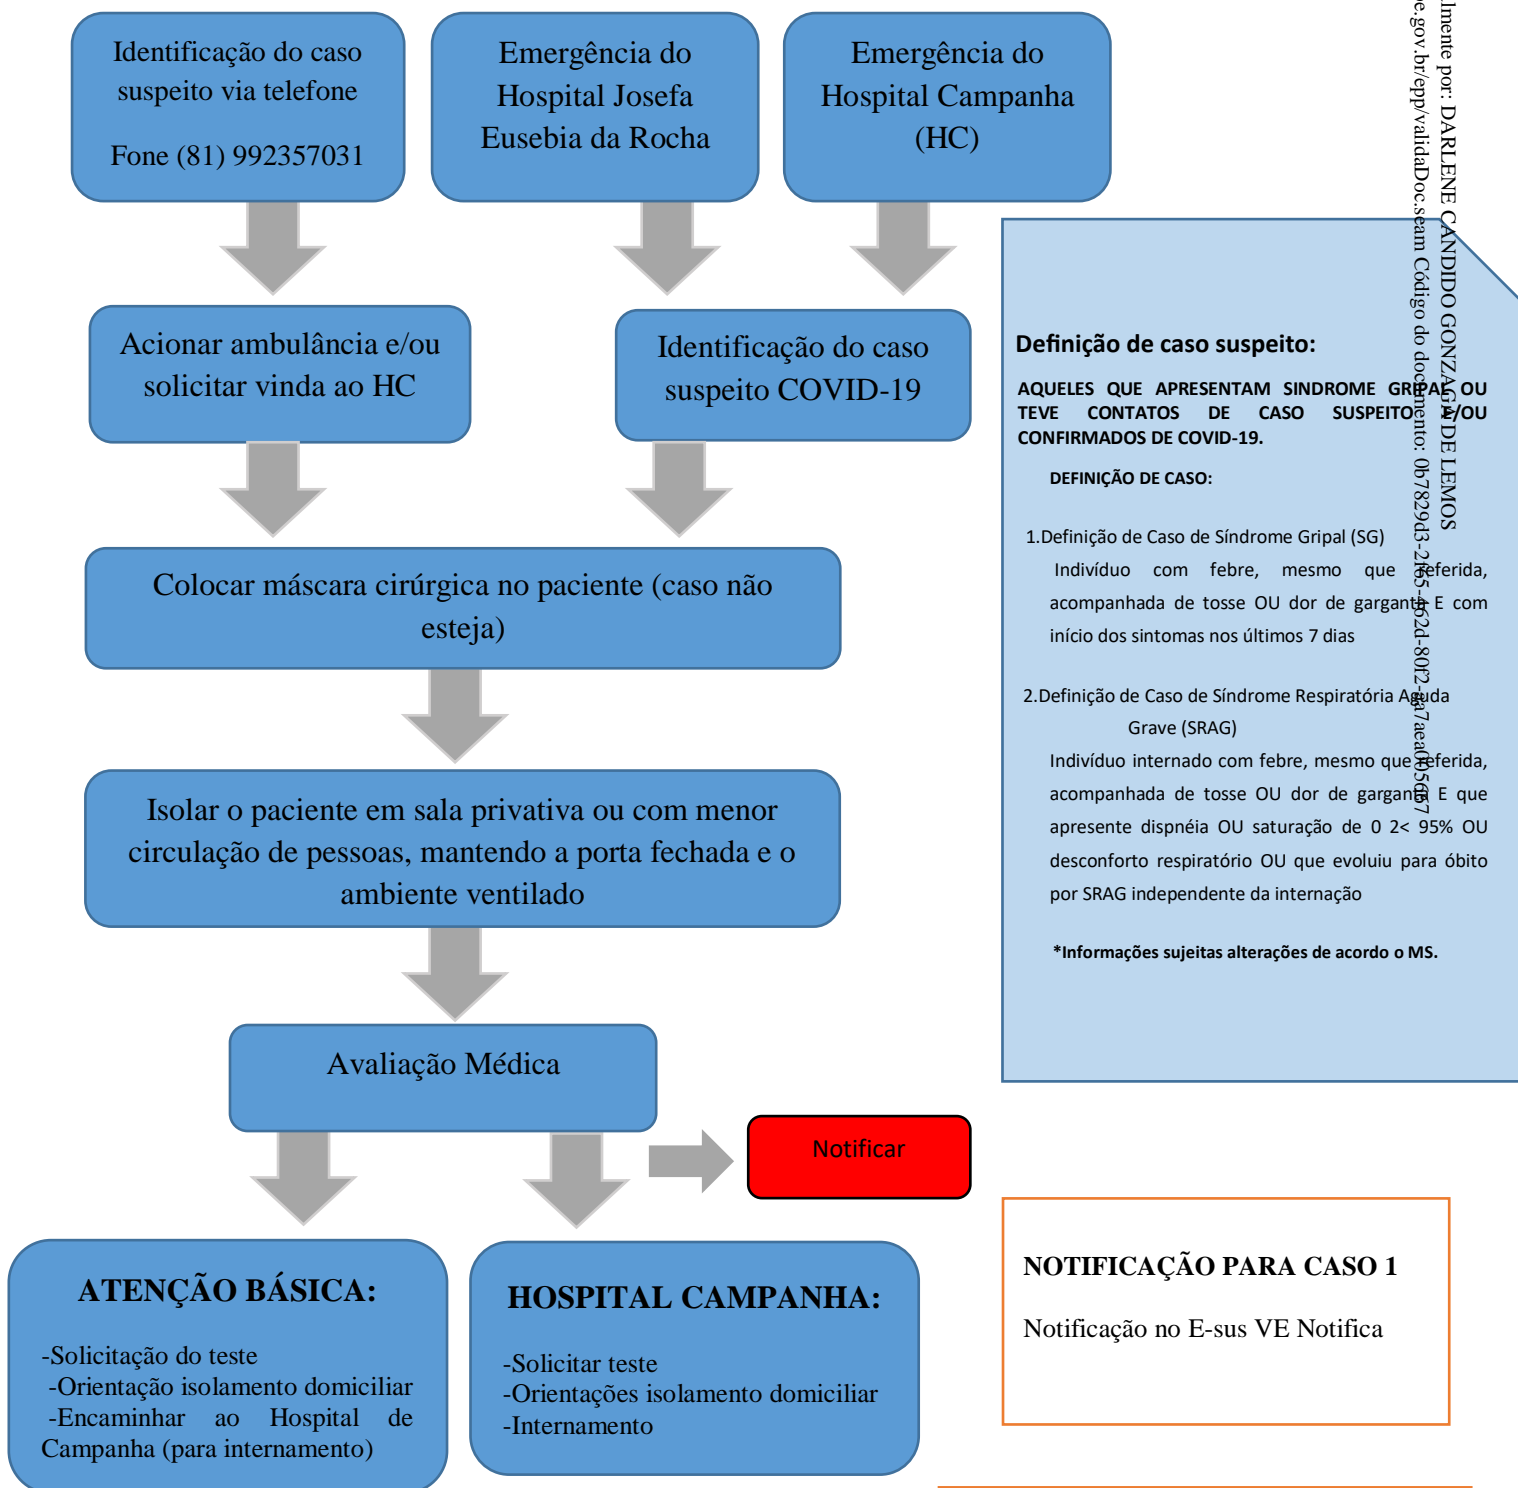 Identificação do caso
suspeito via telefone
Fone (81) 992357031
Emergência do
Hospital Josefa
Eusebia da Rocha
Emergência do
Hospital Campanha
(HC)
Acionar ambulância e/ou
solicitar vinda ao HC
Identificação do caso
suspeito COVID-19
Colocar máscara cirúrgica no paciente (caso não
esteja)
Isolar o paciente em sala privativa ou com menor
circulação de pessoas, mantendo a porta fechada e o
ambiente ventilado
Avaliação Médica
Notificar
ATENÇÃO BÁSICA:
-Solicitação do teste
-Orientação isolamento domiciliar
-Encaminhar ao Hospital de
Campanha (para internamento)
HOSPITAL CAMPANHA:
-Solicitar teste
-Orientações isolamento domiciliar
-Internamento
Definição de caso suspeito:
AQUELES QUE APRESENTAM SINDROME GRIPAL OU
TEVE CONTATOS DE CASO SUSPEITO E/OU
CONFIRMADOS DE COVID-19.
DEFINIÇÃO DE CASO:
1.Definição de Caso de Síndrome Gripal (SG)
Indivíduo com febre, mesmo que referida,
acompanhada de tosse OU dor de garganta E com
início dos sintomas nos últimos 7 dias
2.Definição de Caso de Síndrome Respiratória Aguda
Grave (SRAG)
Indivíduo internado com febre, mesmo que referida,
acompanhada de tosse OU dor de garganta E que
apresente dispnéia OU saturação de 0 2< 95% OU
desconforto respiratório OU que evoluiu para óbito
por SRAG independente da internação
*Informações sujeitas alterações de acordo o MS.
NOTIFICAÇÃO PARA CASO 1
Notificação no E-sus VE Notifica
lmente por: DARLENE CANDIDO GONZAGA DE LEMOS
pe.gov.br/epp/validaDoc.seam Código do documento: